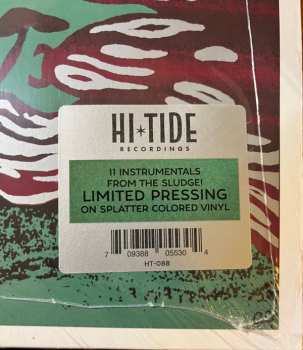 HI★TIDE
RECORDINGS
11 INSTRUMENTALS
FROM THE SLUDGE!
LIMITED PRESSING
ON SPLATTER COLORED VINYL
7 09388 05530 4
HT-088